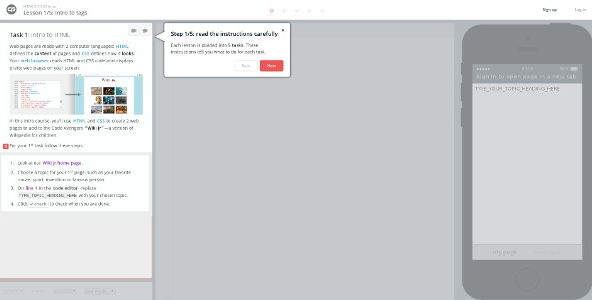 Lesson 1/5: Intro to tags
Sign up
Log in
Task 1: Intro to HTML
Web pages are made with 2 computer languages: HTML
defines the content of pages and CSS defines how it looks.
Your web browser reads HTML and CSS code and displays
pretty web pages on your screen.
In this intro course, you'll use HTML and CSS to create 2 web
pages to add to the Code Avengers "Wiki Jr" —a version of
Wikipedia for children.
For your 1st task follow these steps
1. Look at our Wiki Jr home page.
2. Choose a topic for your 1st page, such as your favorite
movie, sport, invention or famous person.
3. On line 1 in the code editor, replace
TYPE_TOPIC_HEADING_HERE with your chosen topic.
4. Click check to check when you are done.
Step 1/5: read the instructions carefully
Each lesson is divided into 5 tasks. These
instructions tell you what to do for each task.
Next
Sign in to open page in a new tab
TYPE_YOUR_TOPIC_HEADING_HERE